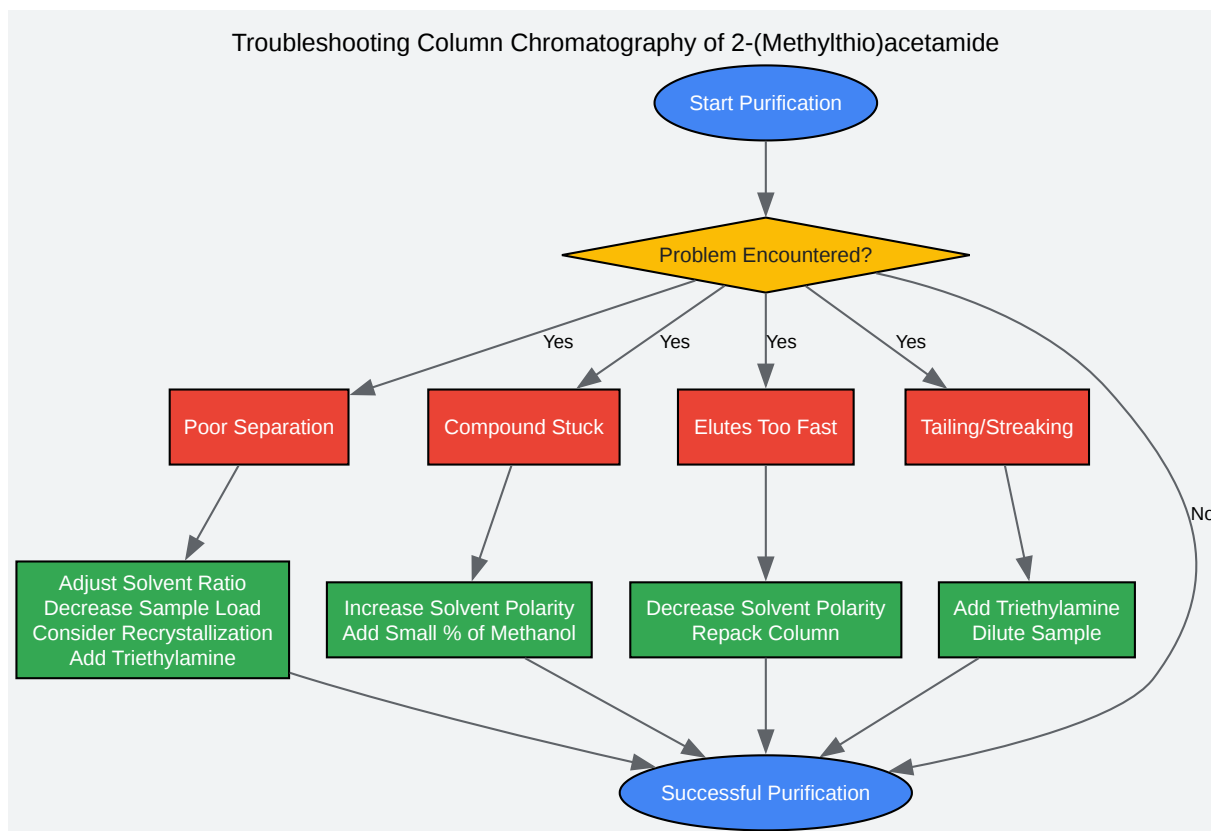 Troubleshooting Column Chromatography of 2-(Methylthio)acetamide
Start Purification
Problem Encountered?
Yes
Yes
Yes
Yes
Poor Separation
Compound Stuck
Elutes Too Fast
Tailing/Streaking
No
Adjust Solvent Ratio
Decrease Sample Load
Consider Recrystallization
Add Triethylamine
Increase Solvent Polarity
Add Small % of Methanol
Decrease Solvent Polarity
Repack Column
Add Triethylamine
Dilute Sample
Successful Purification